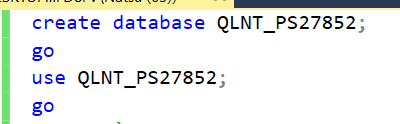 create database QLNT_PS27852;
go
use QLNT_PS27852;
go